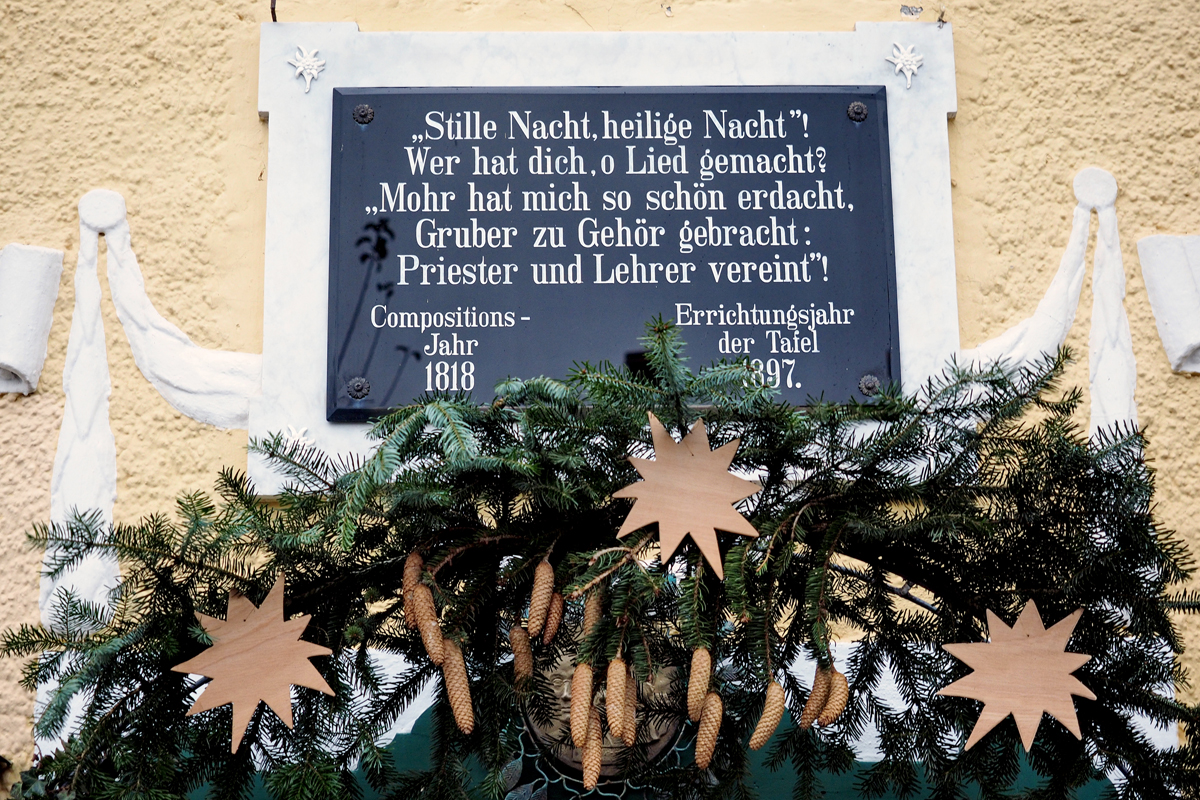 „Stille Nacht, heilige Nacht”!
Wer hat dich, o Lied gemacht?
„Mohr hat mich so schön erdacht,
Gruber zu Gehör gebracht:
Priester und Lehrer vereint”!
Compositions-
Jahr
1818
Errichtungsjahr
der Tafel
1897.